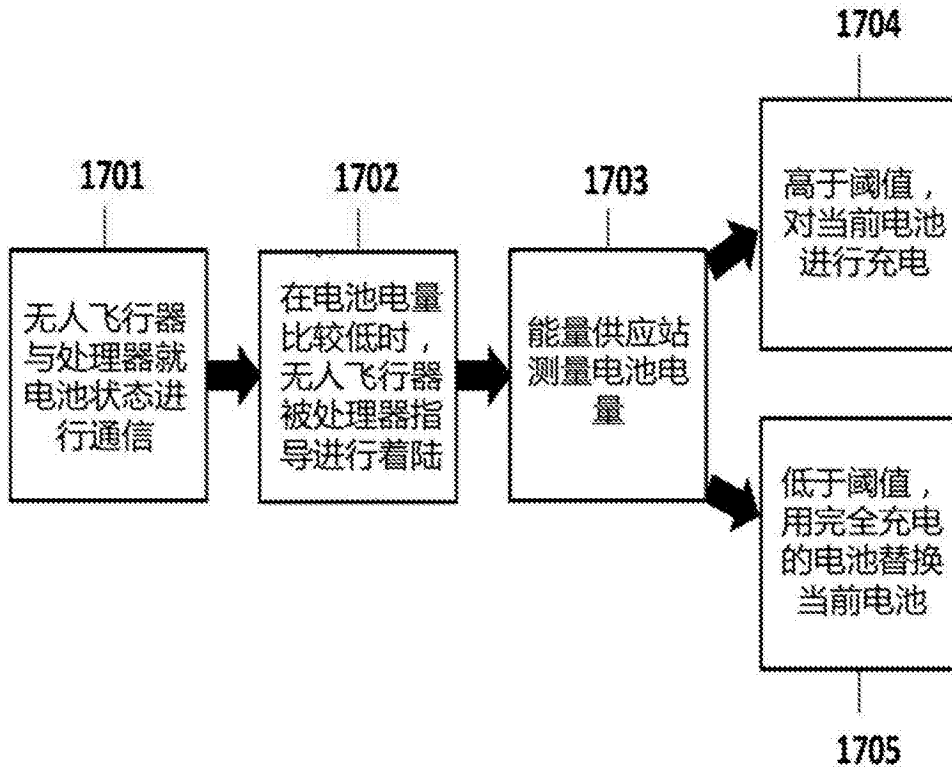 1701
无人飞行器
与处理器就
电池状态进
行通信
1702
在电池电量
比较低时，
无人飞行器
被处理器指
导进行着陆
1703
能量供应站
测量电池电
量
1704
高于阈值，
对当前电池
进行充电
低于阈值，
用完全充电
的电池替换
当前电池
1705